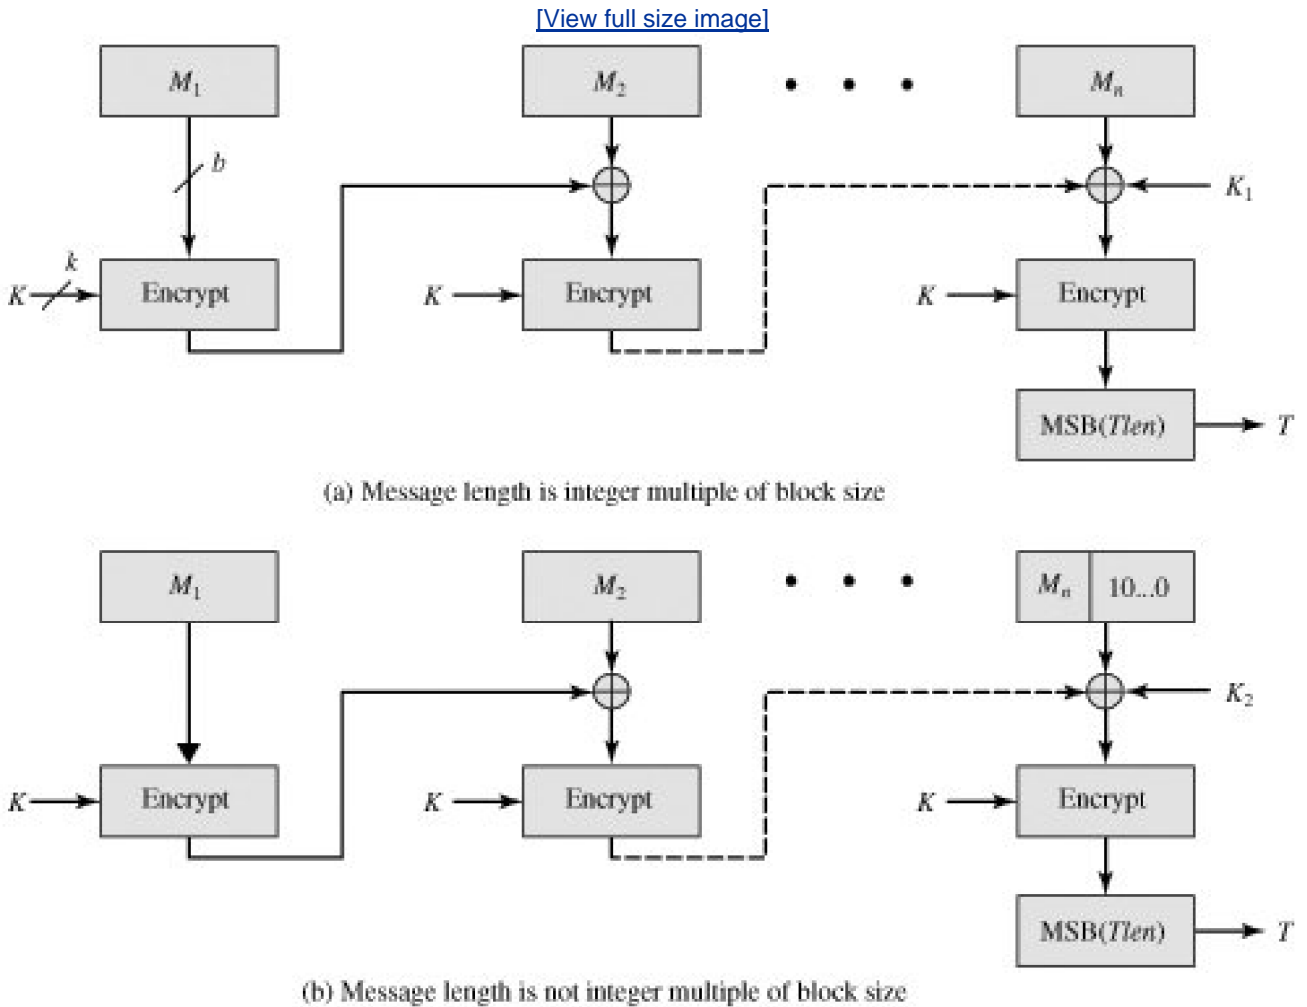 [View full size image]
M1 M2 • • • Mn
b
K1
k
K Encrypt K Encrypt K Encrypt
MSB(Tlen) T
(a) Message length is integer multiple of block size
M1 M2 • • • Mn 10...0
K2
K Encrypt K Encrypt K Encrypt
MSB(Tlen) T
(b) Message length is not integer multiple of block size